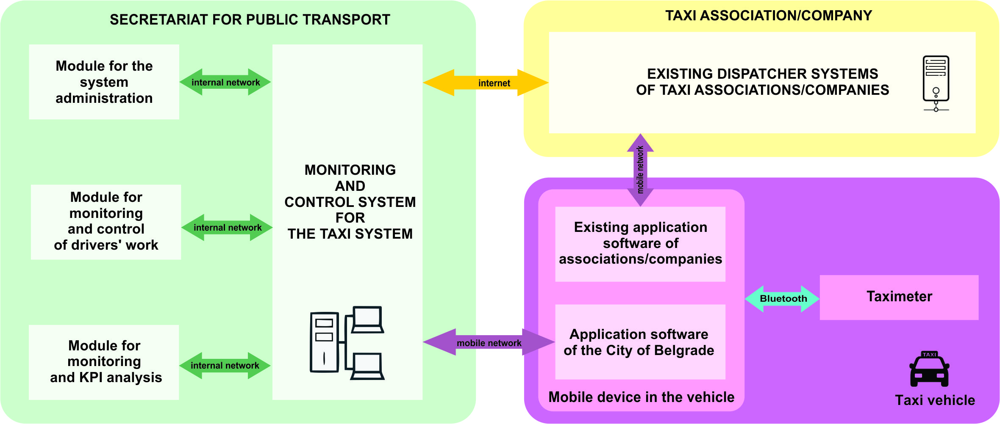 SECRETARIAT FOR PUBLIC TRANSPORT
Module for the
system
administration
internal network
Module for
monitoring
and control
of drivers' work
internal network
Module for
monitoring
and KPI analysis
internal network
MONITORING
AND
CONTROL SYSTEM
FOR
THE TAXI SYSTEM
internet
mobile network
TAXI ASSOCIATION/COMPANY
EXISTING DISPATCHER SYSTEMS
OF TAXI ASSOCIATIONS/COMPANIES
mobile network
Existing application
software of
associations/companies
Application software
of the City of Belgrade
Mobile device in the vehicle
Bluetooth
Taximeter
TAXI
Taxi vehicle